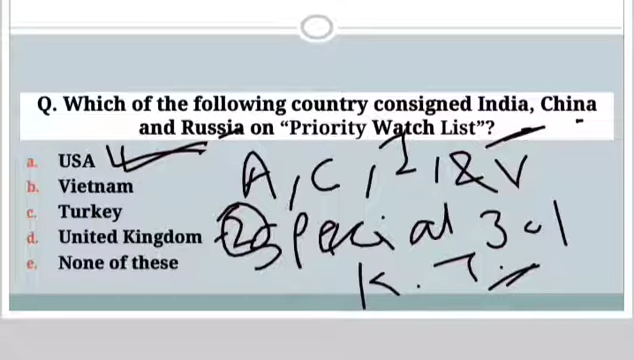 Q. Which of the following country consigned India, China
and Russia on “Priority Watch List”?
a. USA
b. Vietnam
c. Turkey
d. United Kingdom
e. None of these
A, C, I, & V
Special 301